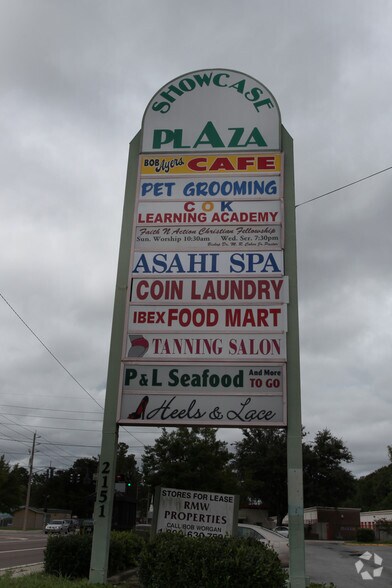 SHOWCASE
PLAZA
BOB Ayers CAFE
PET GROOMING
C O K
LEARNING ACADEMY
Faith N Action Christian Fellowship
Sun. Worship 10:30am Wed. Ser. 7:30pm
ASAHI SPA
COIN LAUNDRY
IBEX FOOD MART
TANNING SALON
P & L Seafood And More
TO GO
Heels & Lace
2151
STORES FOR LEASE
RMW
PROPERTIES
CALL BOB WORGAN